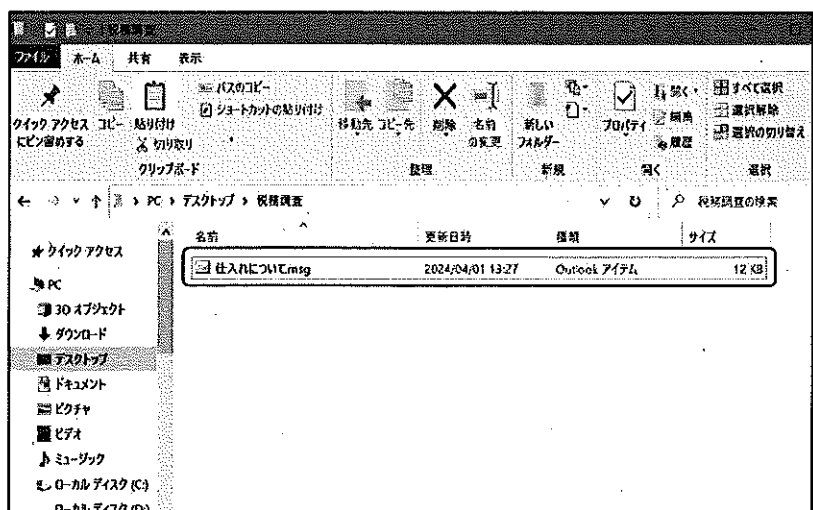 税務調査
ファイル ホーム 共有 表示
クイック アクセスにピン留めする
コピー
貼り付け
パスのコピー
ショートカットの貼り付け
切り取り
クリップボード
移動先 コピー先 削除 名前の変更
整理
新しいフォルダー
新規
プロパティ
開く
編集
履歴
開く
すべて選択
選択解除
選択の切り替え
選択
PC › デスクトップ › 税務調査
税務調査の検索
名前 更新日時 種類 サイズ
仕入れについて.msg 2024/04/01 13:27 Outlook アイテム 12 KB
クイック アクセス
PC
3D オブジェクト
ダウンロード
デスクトップ
ドキュメント
ピクチャ
ビデオ
ミュージック
ローカル ディスク (C:)
ローカル ディスク (D:)